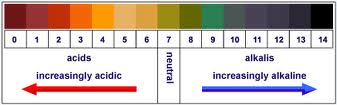 0 1 2 3 4 5 6 7 8 9 10 11 12 13 14
acids neutral alkalis
increasingly acidic increasingly alkaline